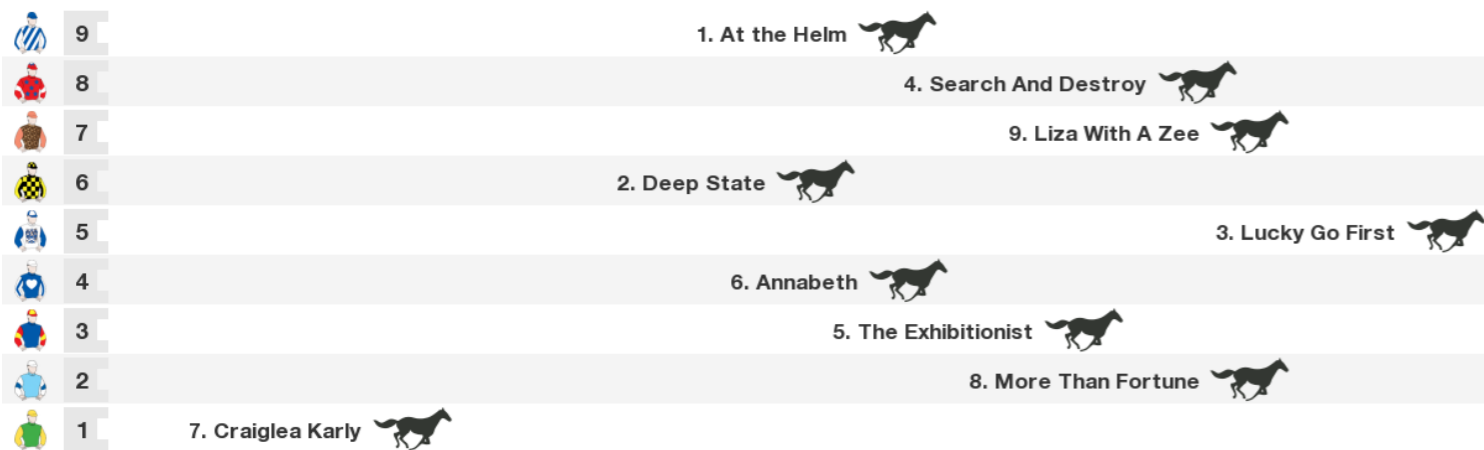 9 1. At the Helm
8 4. Search And Destroy
7 9. Liza With A Zee
6 2. Deep State
5 3. Lucky Go First
4 6. Annabeth
3 5. The Exhibitionist
2 8. More Than Fortune
1 7. Craiglea Karly